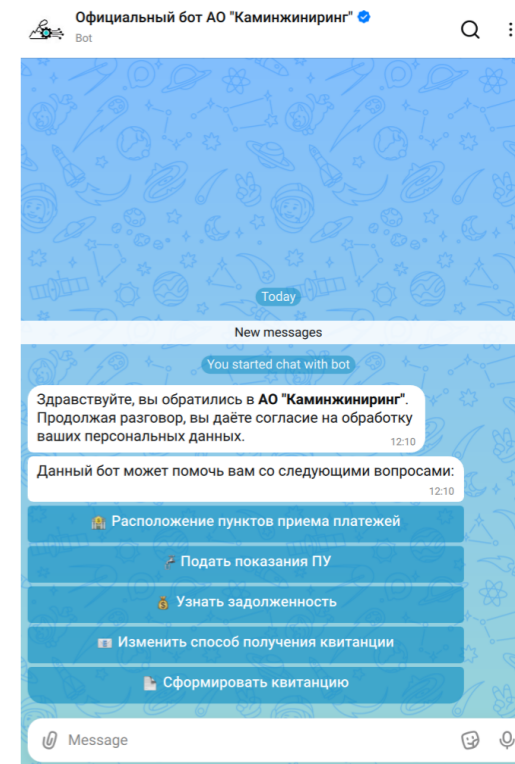 Официальный бот АО "Каминжиниринг"
Bot
Today
New messages
You started chat with bot
Здравствуйте, вы обратились в АО "Каминжиниринг".
Продолжая разговор, вы даёте согласие на обработку
ваших персональных данных.
12:10
Данный бот может помочь вам со следующими вопросами:
12:10
Расположение пунктов приема платежей
Подать показания ПУ
Узнать задолженность
Изменить способ получения квитанции
Сформировать квитанцию
Message